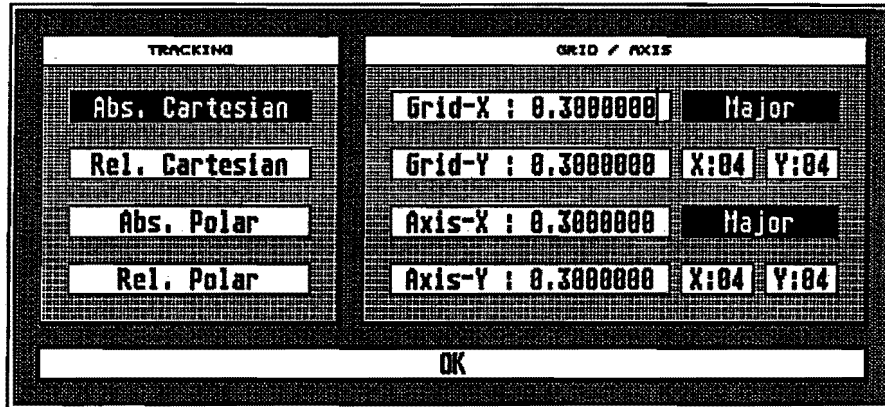 TRACKING
Abs. Cartesian
Rel. Cartesian
Abs. Polar
Rel. Polar
GRID / AXIS
Grid-X : 0.3000000 Major
Grid-Y : 0.3000000 X:04 Y:04
Axis-X : 0.3000000 Major
Axis-Y : 0.3000000 X:04 Y:04
OK